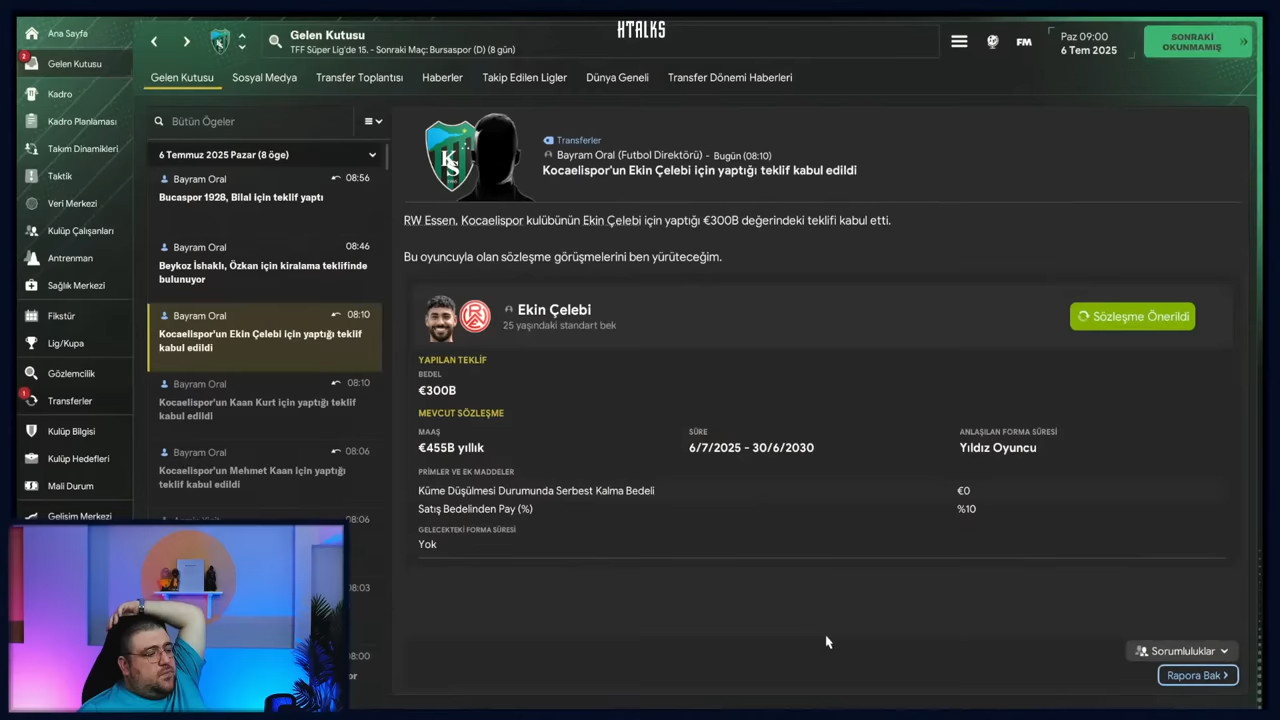 HTALKS
Ana Sayfa
2
Gelen Kutusu
Kadro
Kadro Planlaması
Takım Dinamikleri
Taktik
Veri Merkezi
Kulüp Çalışanları
Antrenman
Sağlık Merkezi
Fikstür
Lig/Kupa
Gözlemcilik
1
Transferler
Kulüp Bilgisi
Kulüp Hedefleri
Mali Durum
Gelişim Merkezi
Gelen Kutusu
TFF Süper Lig'de 15. - Sonraki Maç: Bursaspor (D) (8 gün)
FM
Paz 09:00
6 Tem 2025
SONRAKİ
OKUNMAMIŞ
Gelen Kutusu
Sosyal Medya
Transfer Toplantısı
Haberler
Takip Edilen Ligler
Dünya Geneli
Transfer Dönemi Haberleri
Bütün Ögeler
6 Temmuz 2025 Pazar (8 öge)
Bayram Oral 08:56
Bucaspor 1928, Bilal için teklif yaptı
Bayram Oral 08:46
Beykoz İshaklı, Özkan için kiralama teklifinde
bulunuyor
Bayram Oral 08:10
Kocaelispor'un Ekin Çelebi için yaptığı teklif
kabul edildi
Bayram Oral 08:10
Kocaelispor'un Kaan Kurt için yaptığı teklif
kabul edildi
Bayram Oral 08:06
Kocaelispor'un Mehmet Kaan için yaptığı
teklif kabul edildi
08:06
08:03
08:00
KS
Transferler
Bayram Oral (Futbol Direktörü) - Bugün (08:10)
Kocaelispor'un Ekin Çelebi için yaptığı teklif kabul edildi
RW Essen, Kocaelispor kulübünün Ekin Çelebi için yaptığı €300B değerindeki teklifi kabul etti.
Bu oyuncuyla olan sözleşme görüşmelerini ben yürüteceğim.
Ekin Çelebi
25 yaşındaki standart bek
Sözleşme Önerildi
YAPILAN TEKLİF
BEDEL
€300B
MEVCUT SÖZLEŞME
MAAŞ
€455B yıllık
SÜRE
6/7/2025 - 30/6/2030
ANLAŞILAN FORMA SÜRESİ
Yıldız Oyuncu
PRİMLER VE EK MADDELER
Küme Düşülmesi Durumunda Serbest Kalma Bedeli €0
Satış Bedelinden Pay (%) %10
GELECEKTEKİ FORMA SÜRESİ
Yok
Sorumluluklar
Rapora Bak